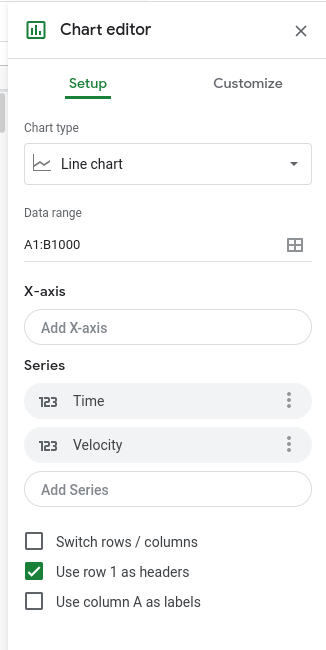 Chart editor
Setup
Customize
Chart type
Line chart
Data range
A1:B1000
X-axis
Add X-axis
Series
123 Time
123 Velocity
Add Series
Switch rows / columns
Use row 1 as headers
Use column A as labels